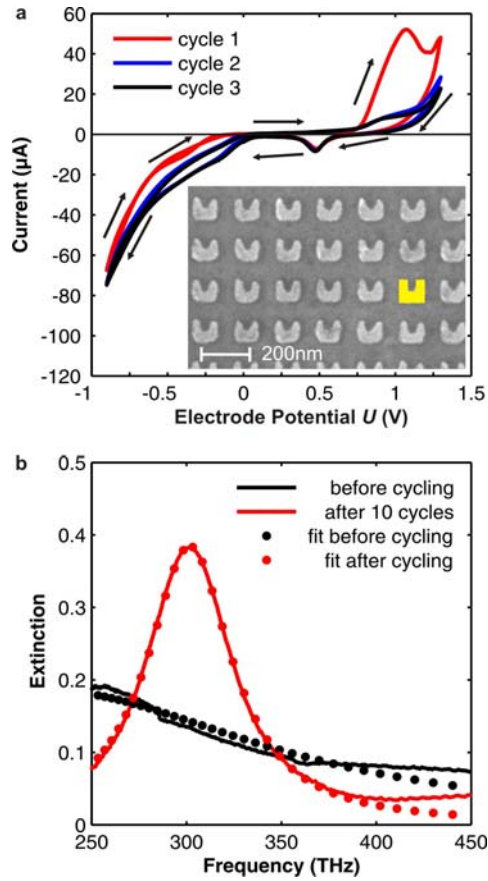 a
60
40
20
0
-20
-40
-60
-80
-100
-120
Current (µA)
cycle 1
cycle 2
cycle 3
200nm
-1 -0.5 0 0.5 1 1.5
Electrode Potential U (V)
b
0.5
0.4
0.3
0.2
0.1
0
Extinction
before cycling
after 10 cycles
fit before cycling
fit after cycling
250 300 350 400 450
Frequency (THz)